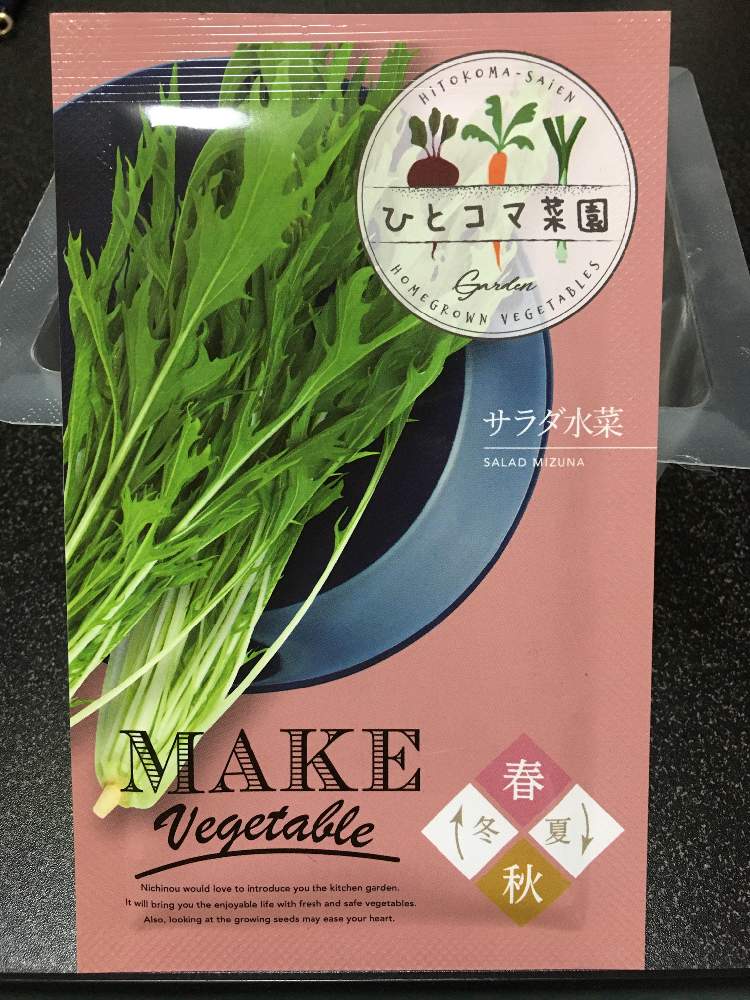 HiTOKOMA-SAiEN
ひとコマ菜園
Garden
HOMEGROWN VEGETABLES
サラダ水菜
SALAD MIZUNA
MAKE
Vegetable
Nichinou would love to introduce you the kitchen garden.
It will bring you the enjoyable life with fresh and safe vegetables.
Also, looking at the growing seeds may ease your heart.
春
冬 夏
秋